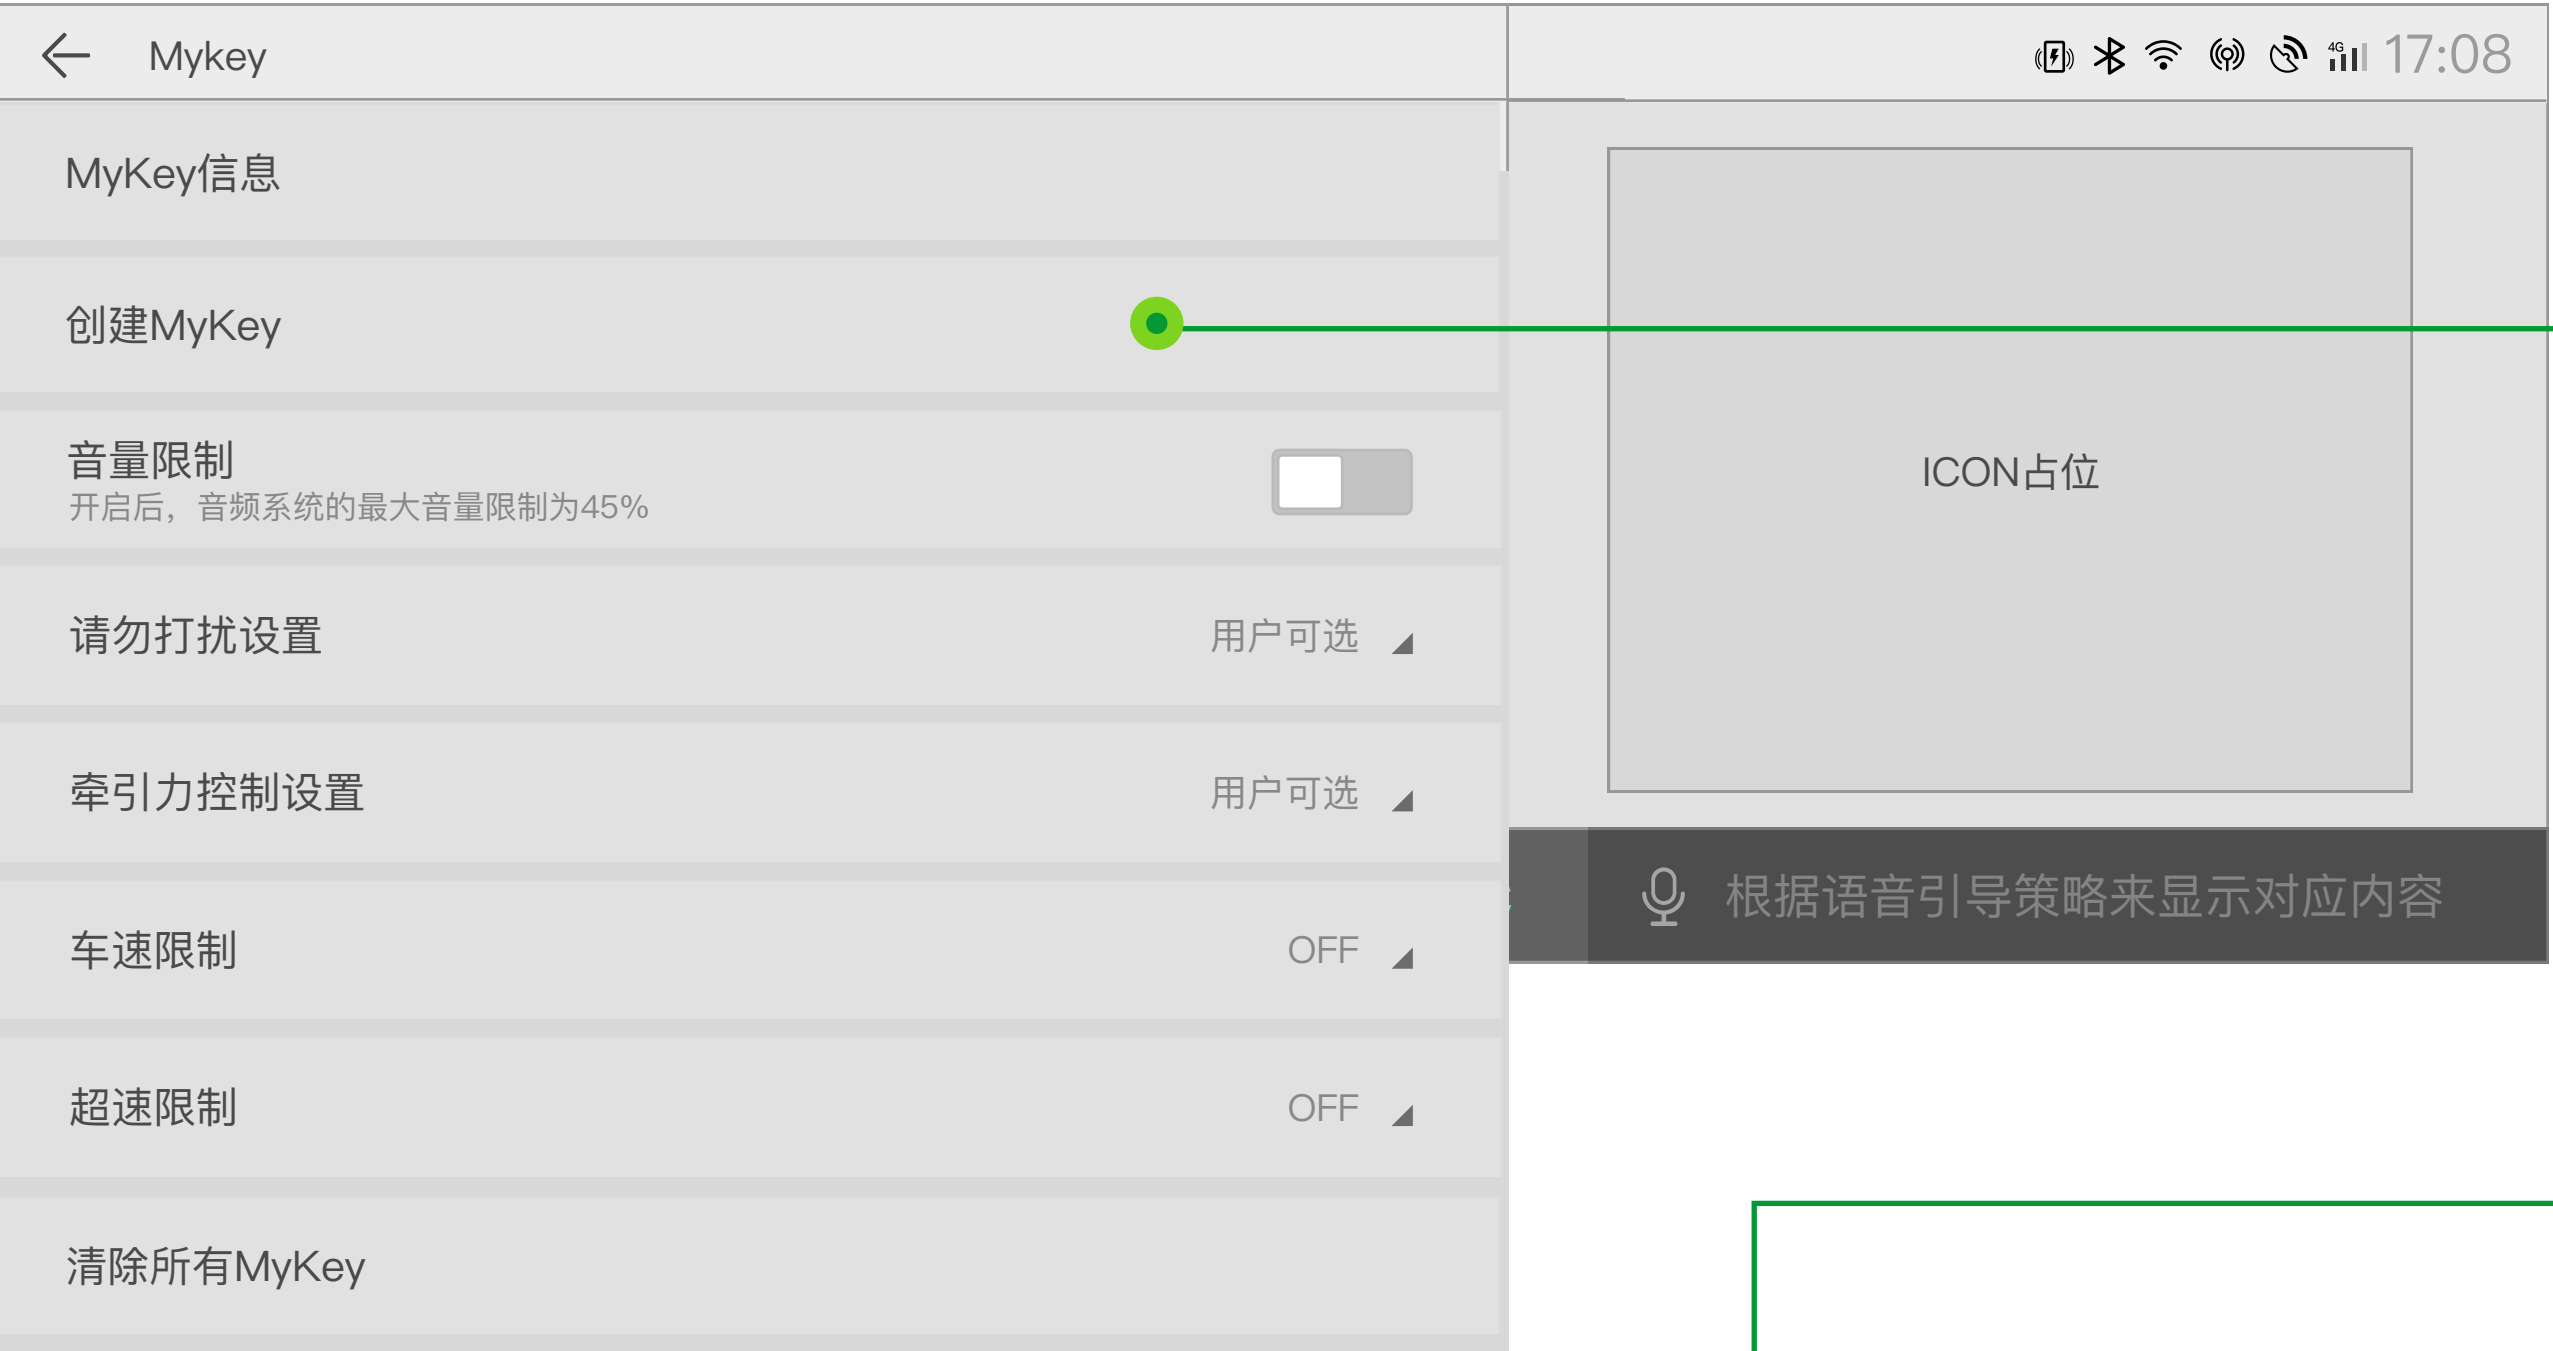 Mykey
4G 17:08
MyKey信息
创建MyKey
音量限制
开启后，音频系统的最大音量限制为45%
请勿打扰设置 用户可选
牵引力控制设置 用户可选
车速限制 OFF
超速限制 OFF
清除所有MyKey
ICON占位
根据语音引导策略来显示对应内容